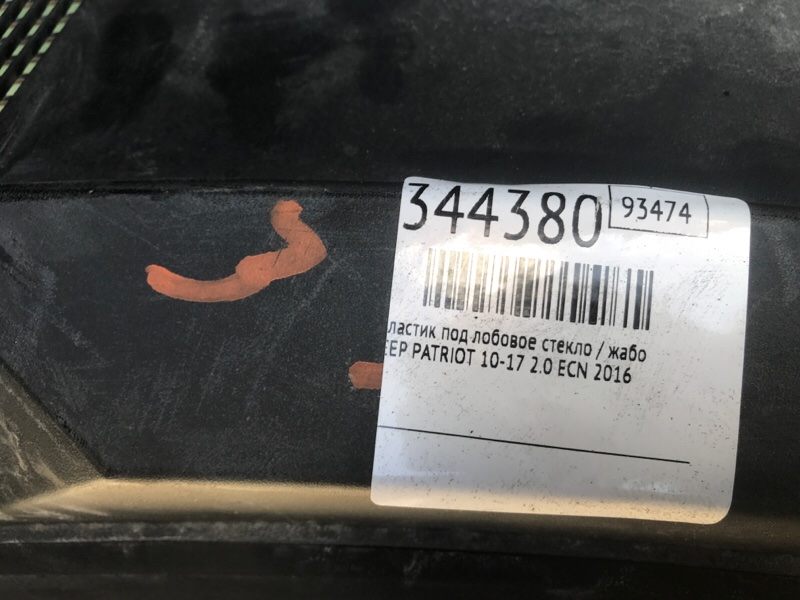 344380 93474
ластик под лобовое стекло / жабо
EEP PATRIOT 10-17 2.0 ECN 2016